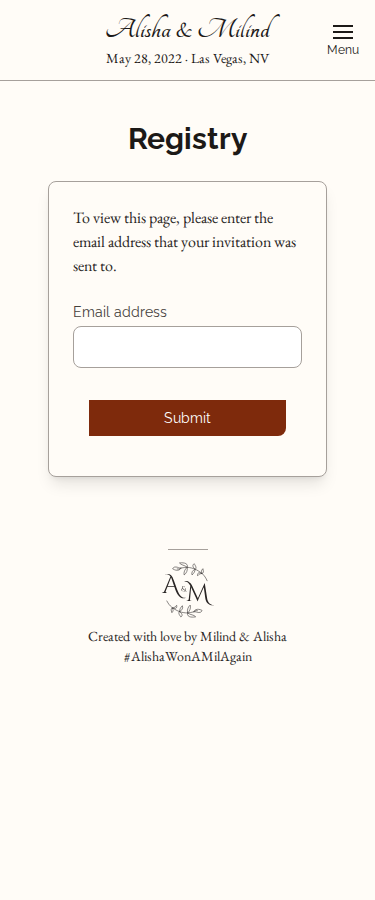 Alisha & Milind
May 28, 2022 · Las Vegas, NV
Menu
Registry
To view this page, please enter the
email address that your invitation was
sent to.
Email address
Submit
A & M
Created with love by Milind & Alisha
#AlishaWonAMilAgain